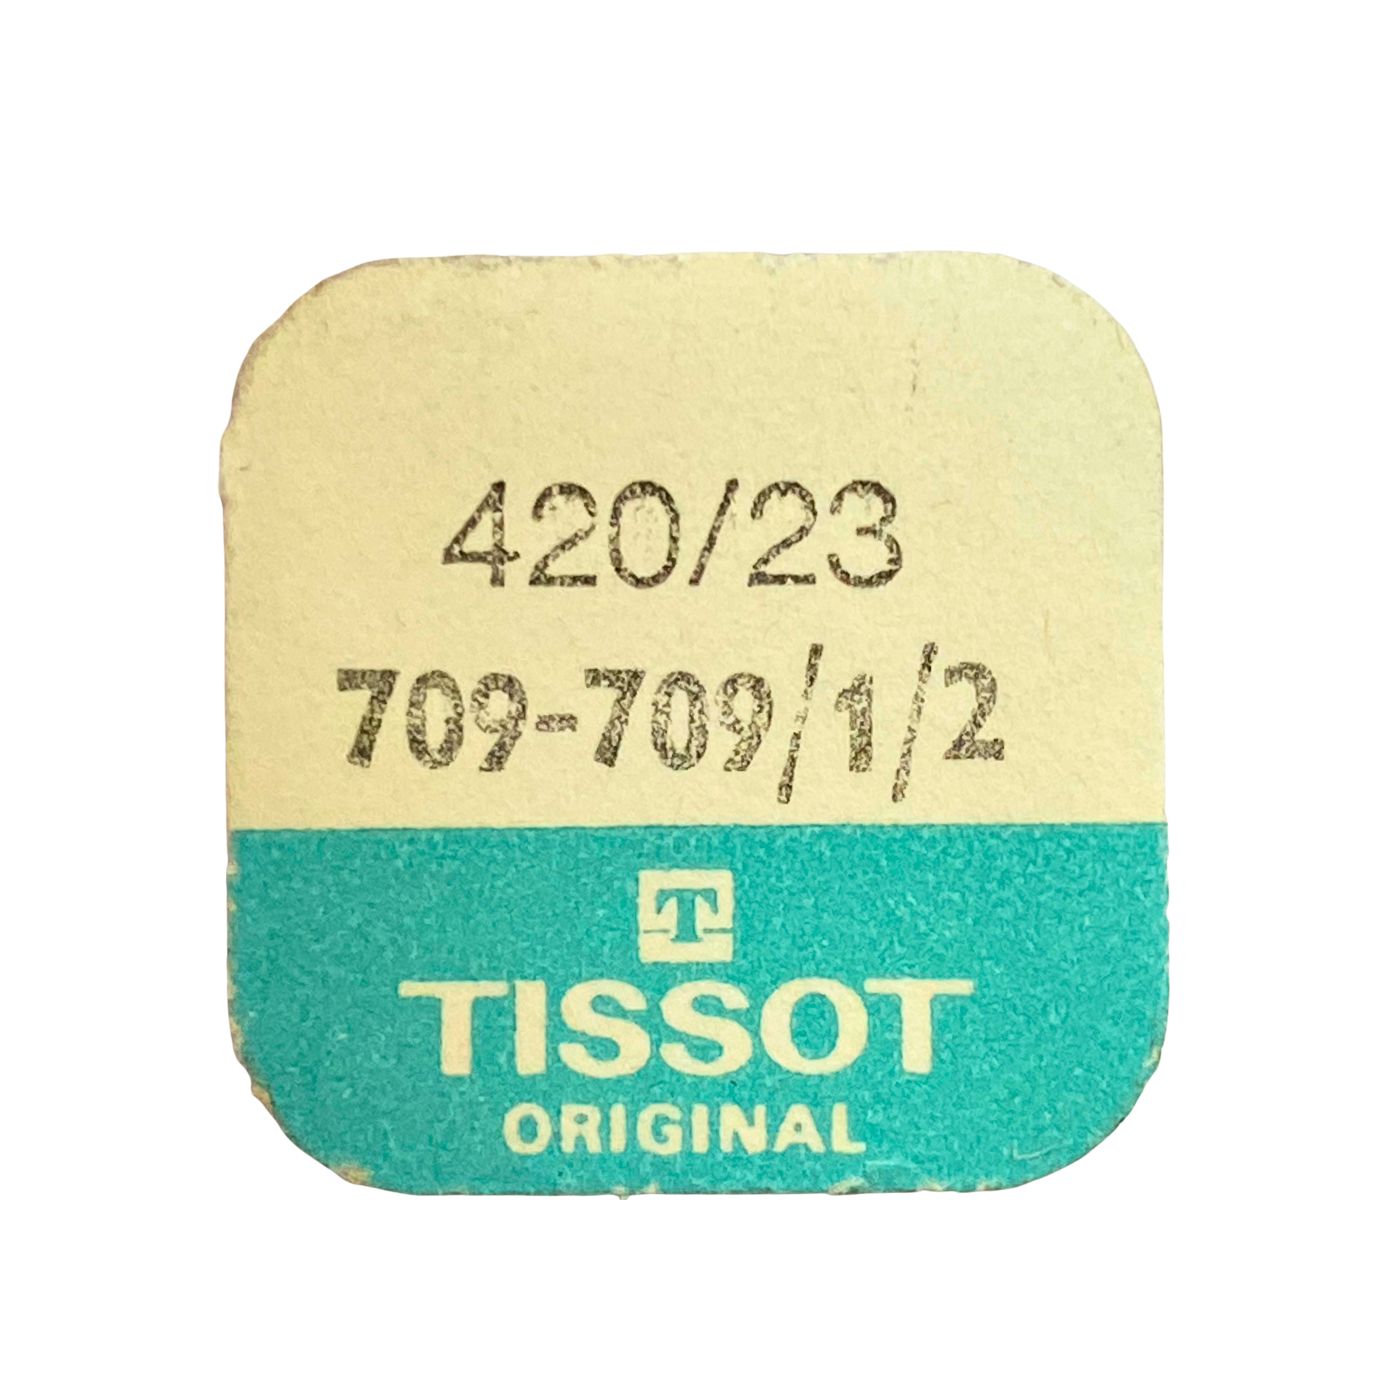 420/23
709-709/1/2
T
TISSOT
ORIGINAL